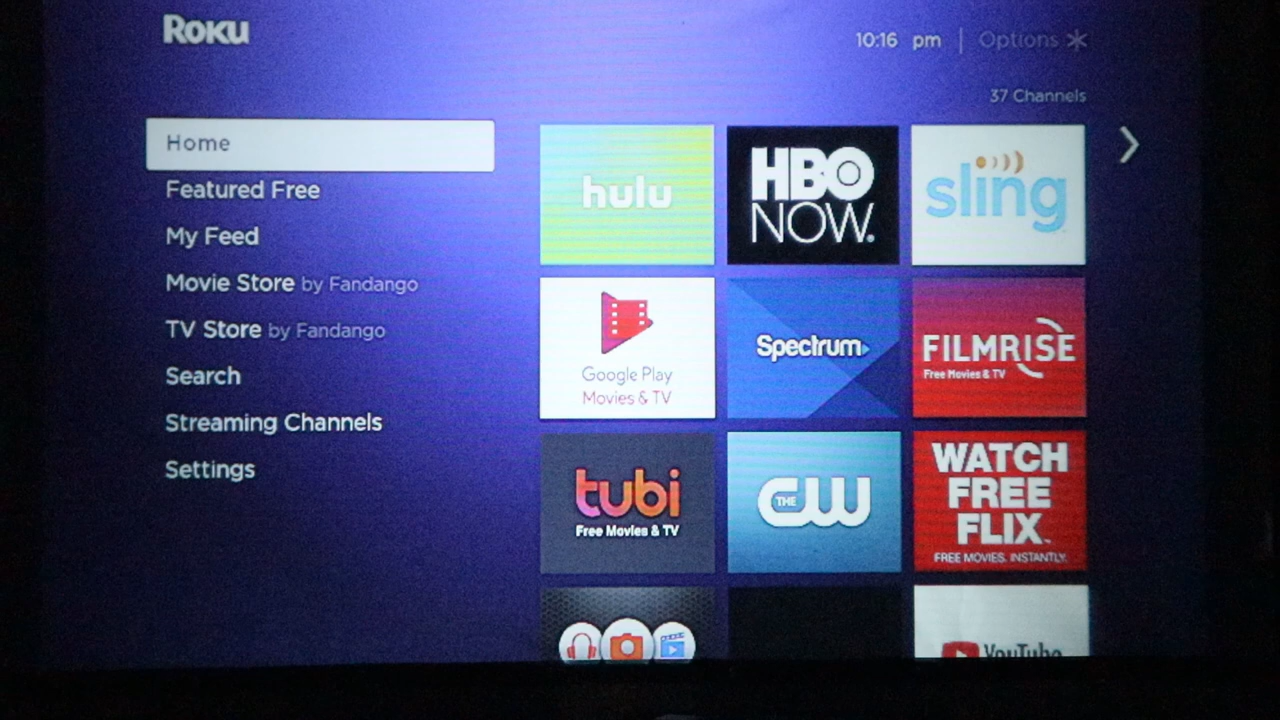 Roku
10:16 pm | Options
37 Channels
Home
Featured Free
My Feed
Movie Store by Fandango
TV Store by Fandango
Search
Streaming Channels
Settings
hulu
HBO
NOW.
sling
Google Play
Movies & TV
Spectrum
FILMRISE
Free Movies & TV
tubi
Free Movies & TV
THE CW
WATCH
FREE
FLIX
FREE MOVIES. INSTANTLY.
YouTube